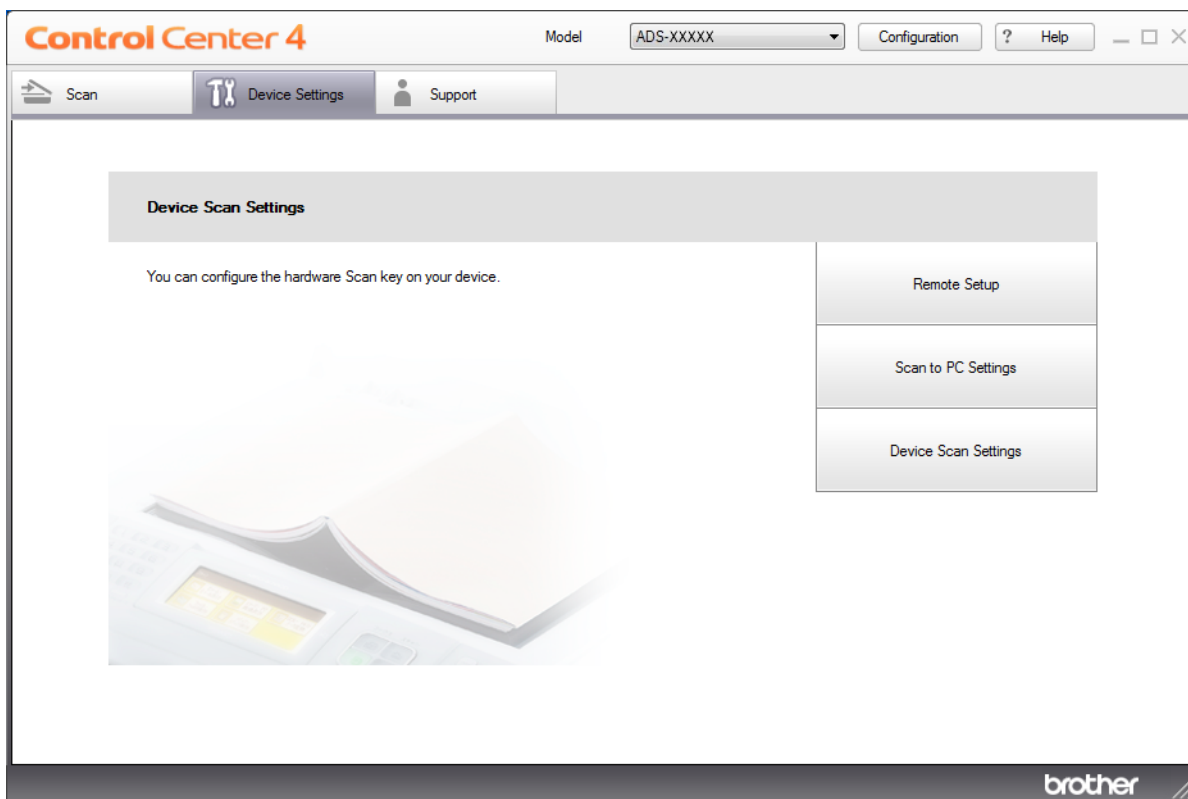 Control Center 4
Model
ADS-XXXXX
Configuration
? Help
Scan
Device Settings
Support
Device Scan Settings
You can configure the hardware Scan key on your device.
Remote Setup
Scan to PC Settings
Device Scan Settings
brother